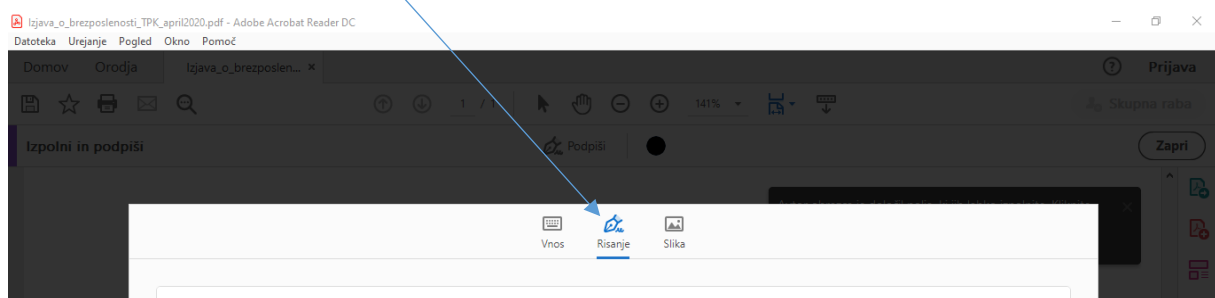 Izjava_o_brezposlenosti_TPK_april2020.pdf - Adobe Acrobat Reader DC
Datoteka Urejanje Pogled Okno Pomoč
Domov Orodja Izjava_o_brezposlen... × Prijava
1 / 1 141% Skupna raba
Izpolni in podpiši Podpiši Zapri
Vnos Risanje Slika